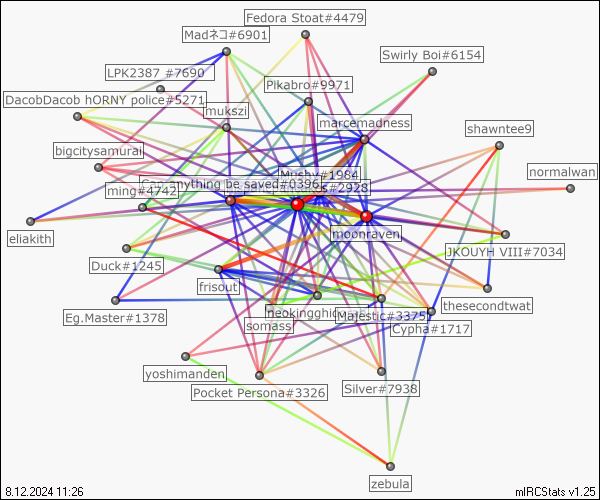 Fedora Stoat#4479
Madネコ#6901
Swirly Boi#6154
LPK2387 #7690
Pikabro#9971
DacobDacob hORNY police#5271
mukszi
marcemadness
shawntee9
bigcitysamurai
Mushy#1984
normalwan
Can anything be saved#0396
#2928
ming#4742
moonraven
eliakith
JKOUYH VIII#7034
Duck#1245
frisout
thesecondtwat
neokingghidorah
Eg.Master#1378
Majestic#3375
somass
Cypha#1717
yoshimanden
Silver#7938
Pocket Persona#3326
zebula
8.12.2024 11:26
mIRCStats v1.25